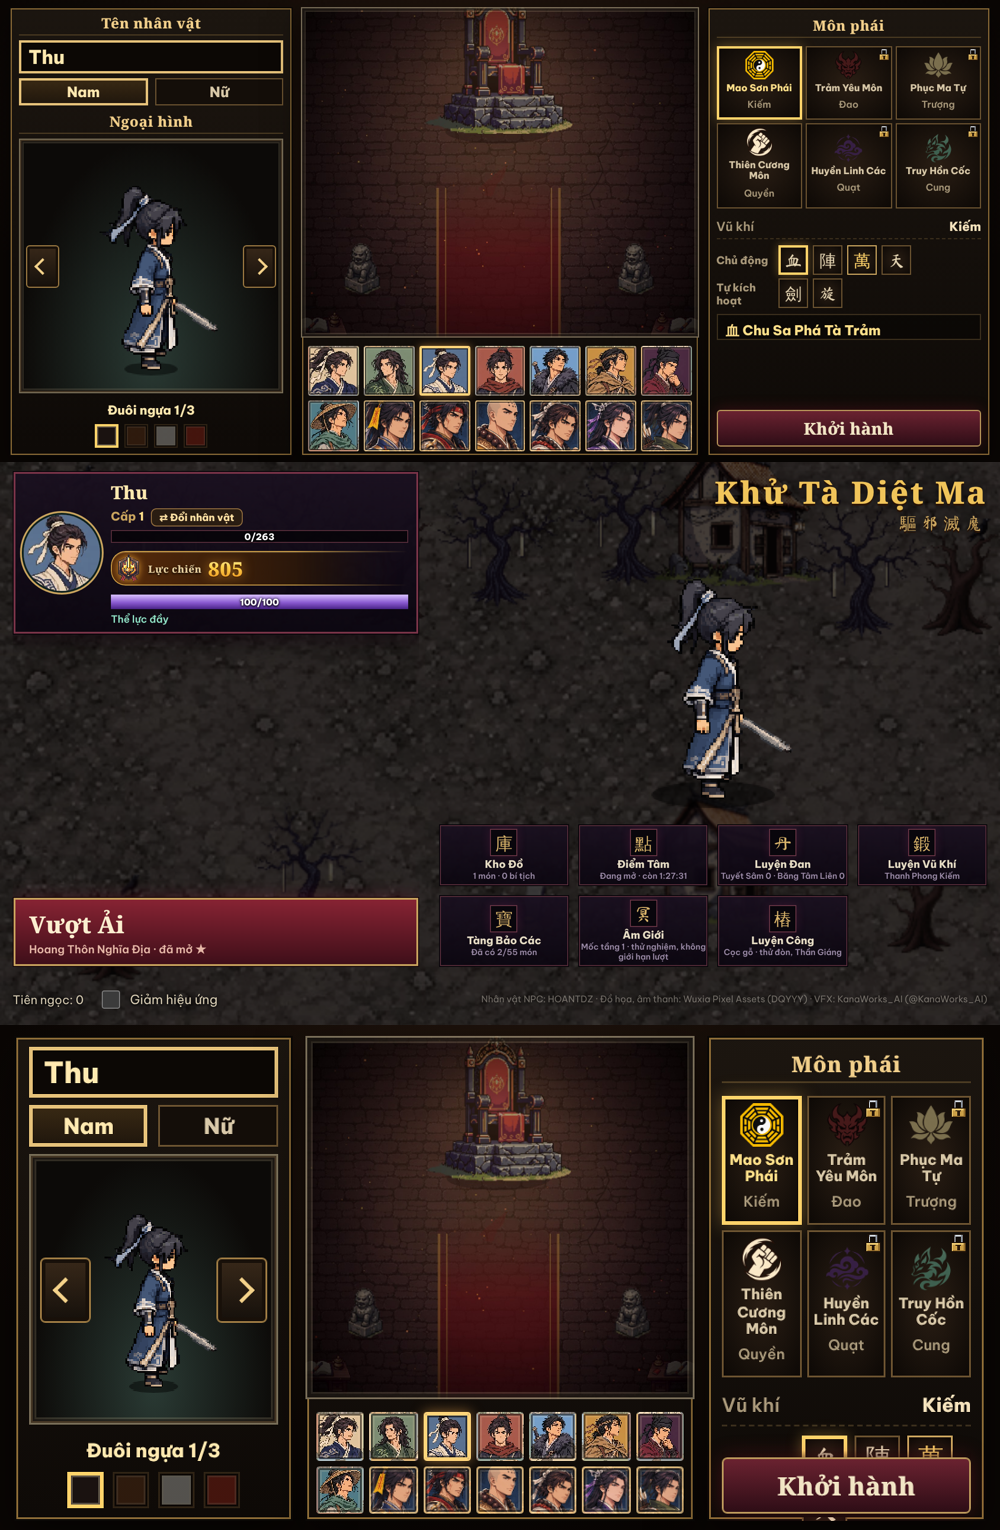 Tên nhân vật
Thu
Nam
Nữ
Ngoại hình
Đuôi ngựa 1/3
Môn phái
Mao Sơn Phái
Kiếm
Trảm Yêu Môn
Đao
Phục Ma Tự
Trượng
Thiên Cương
Môn
Quyền
Huyền Linh Các
Quạt
Truy Hồn Cốc
Cung
Vũ khí
Kiếm
Chủ động
血 陣 萬 天
Tự kích
hoạt
劍 旋
血 Chu Sa Phá Tà Trảm
Khởi hành
Thu
Cấp 1
⇄ Đổi nhân vật
0/263
Lực chiến 805
100/100
Thể lực đầy
Khử Tà Diệt Ma
驅邪滅魔
庫
Kho Đồ
1 món · 0 bí tịch
點
Điểm Tâm
Đang mở · còn 1:27:31
丹
Luyện Đan
Tuyết Sâm 0 · Băng Tâm Liên 0
鍛
Luyện Vũ Khí
Thanh Phong Kiếm
寶
Tàng Bảo Các
Đã có 2/55 món
冥
Âm Giới
Mốc tầng 1 · thử nghiệm, không
giới hạn lượt
樁
Luyện Công
Cọc gỗ · thử đòn, Thần Giáng
Vượt Ải
Hoang Thôn Nghĩa Địa · đã mở ★
Tiên ngọc: 0
Giảm hiệu ứng
Nhân vật NPC: HOANTDZ · Đồ họa, âm thanh: Wuxia Pixel Assets (DQYYY) · VFX: KanaWorks_AI (@KanaWorks_AI)
Thu
Nam
Nữ
Đuôi ngựa 1/3
Môn phái
Mao Sơn
Phái
Kiếm
Trảm
Yêu Môn
Đao
Phục Ma
Tự
Trượng
Thiên
Cương
Môn
Quyền
Huyền
Linh Các
Quạt
Truy Hồn
Cốc
Cung
Vũ khí
Kiếm
血 陣 萬
Khởi hành